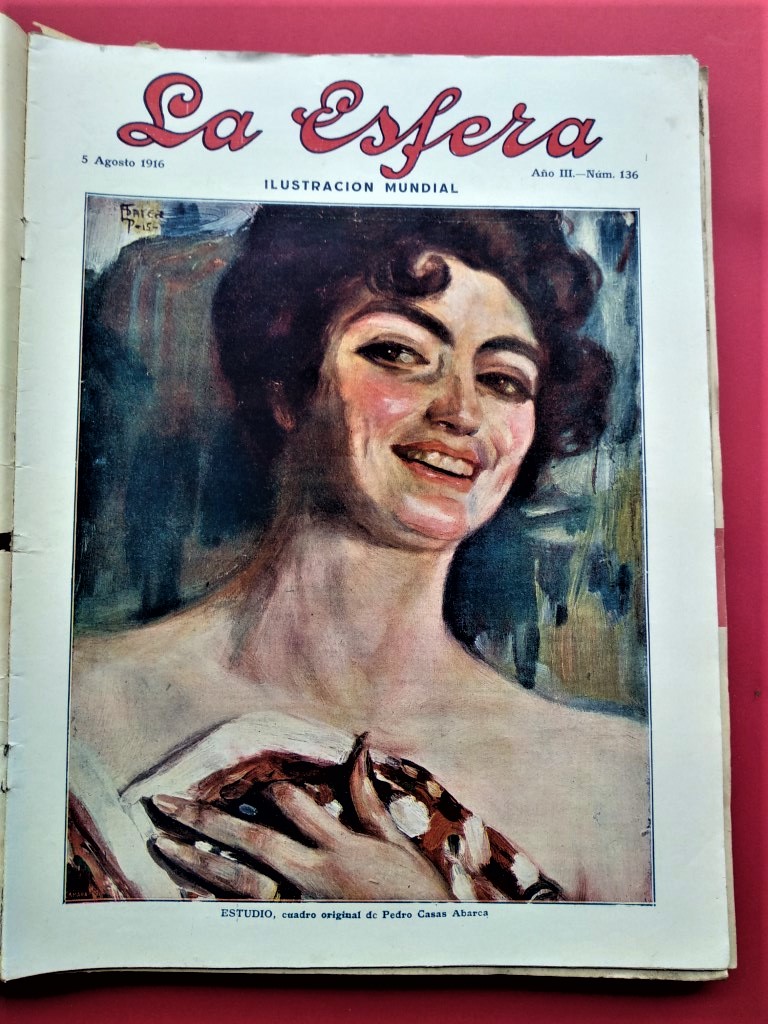 La Esfera
5 Agosto 1916
Año III.—Núm. 136
ILUSTRACION MUNDIAL
ESTUDIO, cuadro original de Pedro Casas Abarca